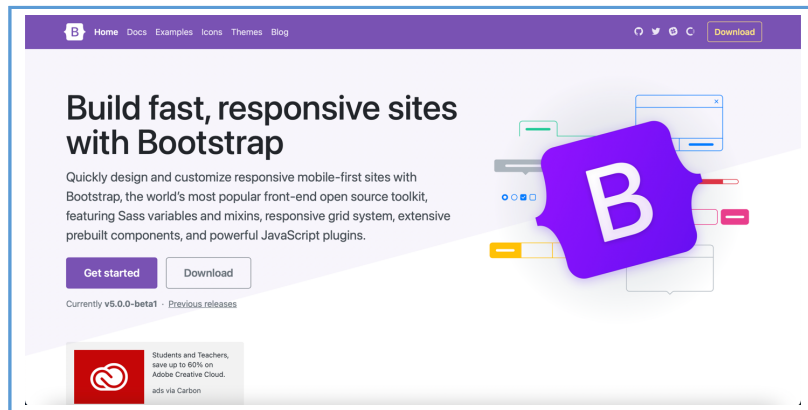 B Home Docs Examples Icons Themes Blog Download
Build fast, responsive sites
with Bootstrap
Quickly design and customize responsive mobile-first sites with
Bootstrap, the world's most popular front-end open source toolkit,
featuring Sass variables and mixins, responsive grid system, extensive
prebuilt components, and powerful JavaScript plugins.
Get started Download
Currently v5.0.0-beta1 · Previous releases
B
Students and Teachers,
save up to 60% on
Adobe Creative Cloud.
ads via Carbon